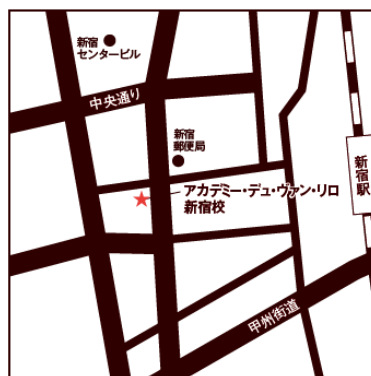 新宿
センタービル
中央通り
新宿
郵便局
アカデミー・デュ・ヴァン・リロ
新宿校
新宿駅
甲州街道